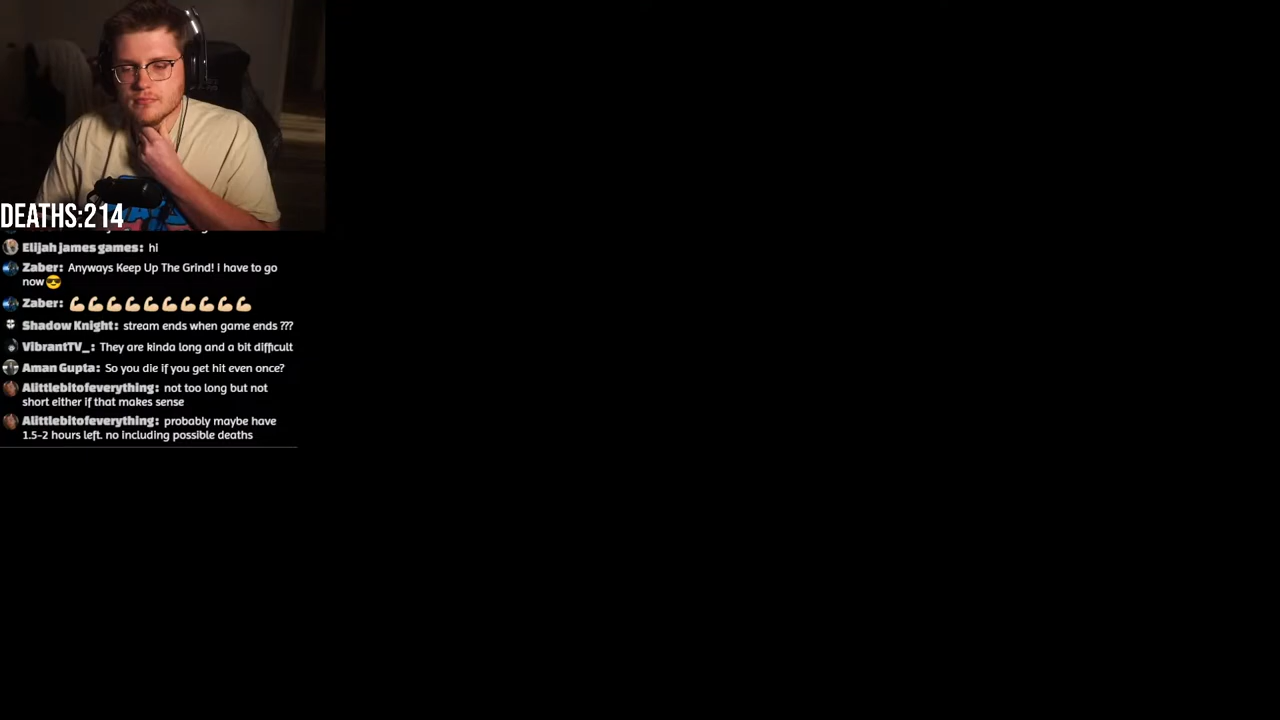 DEATHS:214
Elijah james games: hi
Zaber: Anyways Keep Up The Grind! i have to go
now😎
Zaber: 💪🏻💪🏻💪🏻💪🏻💪🏻💪🏻💪🏻💪🏻💪🏻💪🏻
Shadow Knight: stream ends when game ends ???
VibrantTV_: They are kinda long and a bit difficult
Aman Gupta: So you die if you get hit even once?
Alittlebitofeverything: not too long but not
short either if that makes sense
Alittlebitofeverything: probably maybe have
1.5-2 hours left. no including possible deaths